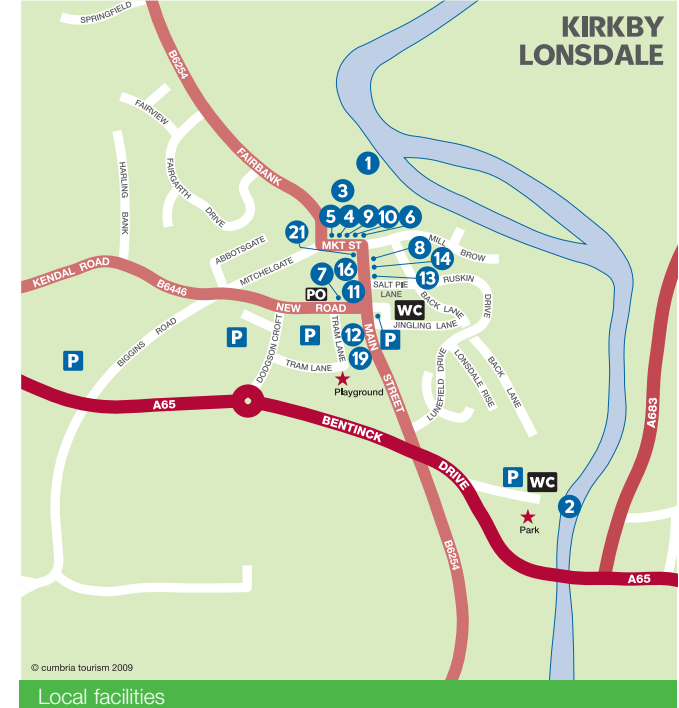 KIRKBY
LONSDALE
SPRINGFIELD
B6254
FAIRVIEW
FAIRBANK
HARLING
BANK
FAIRGARTH
DRIVE
1
3
5 4 9 10 6
21
MKT ST
ABBOTSGATE
MITCHELGATE
MILL
BROW
8
14
13
16
7
11
PO
SALT PIE
LANE
RUSKIN
DRIVE
BACK LANE
WC
JINGLING LANE
KENDAL ROAD
B6446
NEW ROAD
BIGGINS ROAD
P
P
P
P
DODGSON CROFT
TRAM LANE
TRAM LANE
12
19
MAIN
STREET
Playground
LUNEFIELD DRIVE
LONSDALE RISE
BACK
LANE
A683
A65
BENTINCK
DRIVE
P
WC
2
Park
B6254
A65
© cumbria tourism 2009
Local facilities